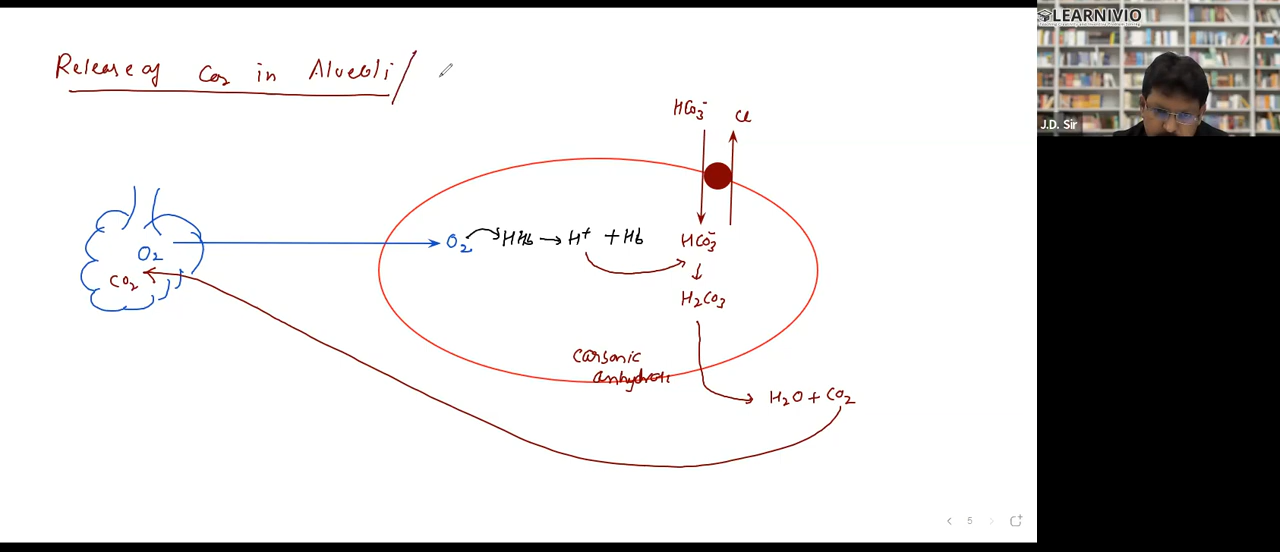 Release of CO2 in Alveoli /
HCO3- Cl
O2
CO2
O2 HHb → H+ + Hb
HCO3-
H2CO3
Carbonic
anhydrase
H2O + CO2
LEARNIVIO
J.D. Sir
5